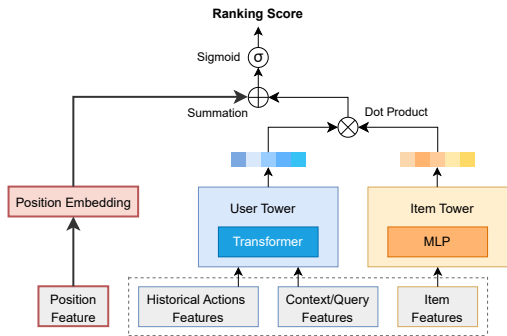 Ranking Score
Sigmoid
σ
Summation
Dot Product
Position Embedding
User Tower
Item Tower
Transformer
MLP
Position
Feature
Historical Actions
Features
Context/Query
Features
Item
Features